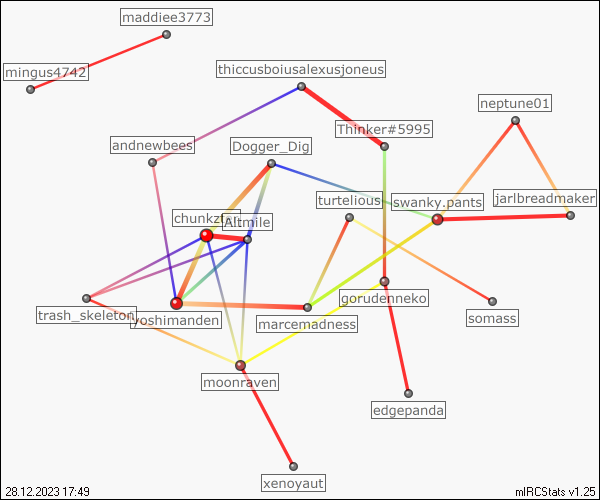 maddiee3773
mingus4742
thiccusboiusalexusjoneus
neptune01
Thinker#5995
andnewbees
Dogger_Dig
turtelious
swanky.pants
jarlbreadmaker
Altmile
trash_skeleton
yoshimanden
marcemadness
gorudenneko
somass
moonraven
edgepanda
xenoyaut
28.12.2023 17:49
mIRCStats v1.25